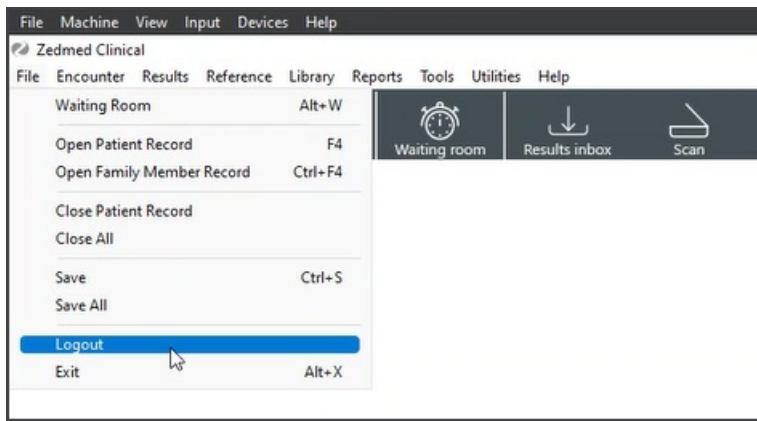 File Machine View Input Devices Help
Zedmed Clinical
File Encounter Results Reference Library Reports Tools Utilities Help
Waiting Room Alt+W
Open Patient Record F4
Open Family Member Record Ctrl+F4
Close Patient Record
Close All
Save Ctrl+S
Save All
Logout
Exit Alt+X
Waiting room Results inbox Scan